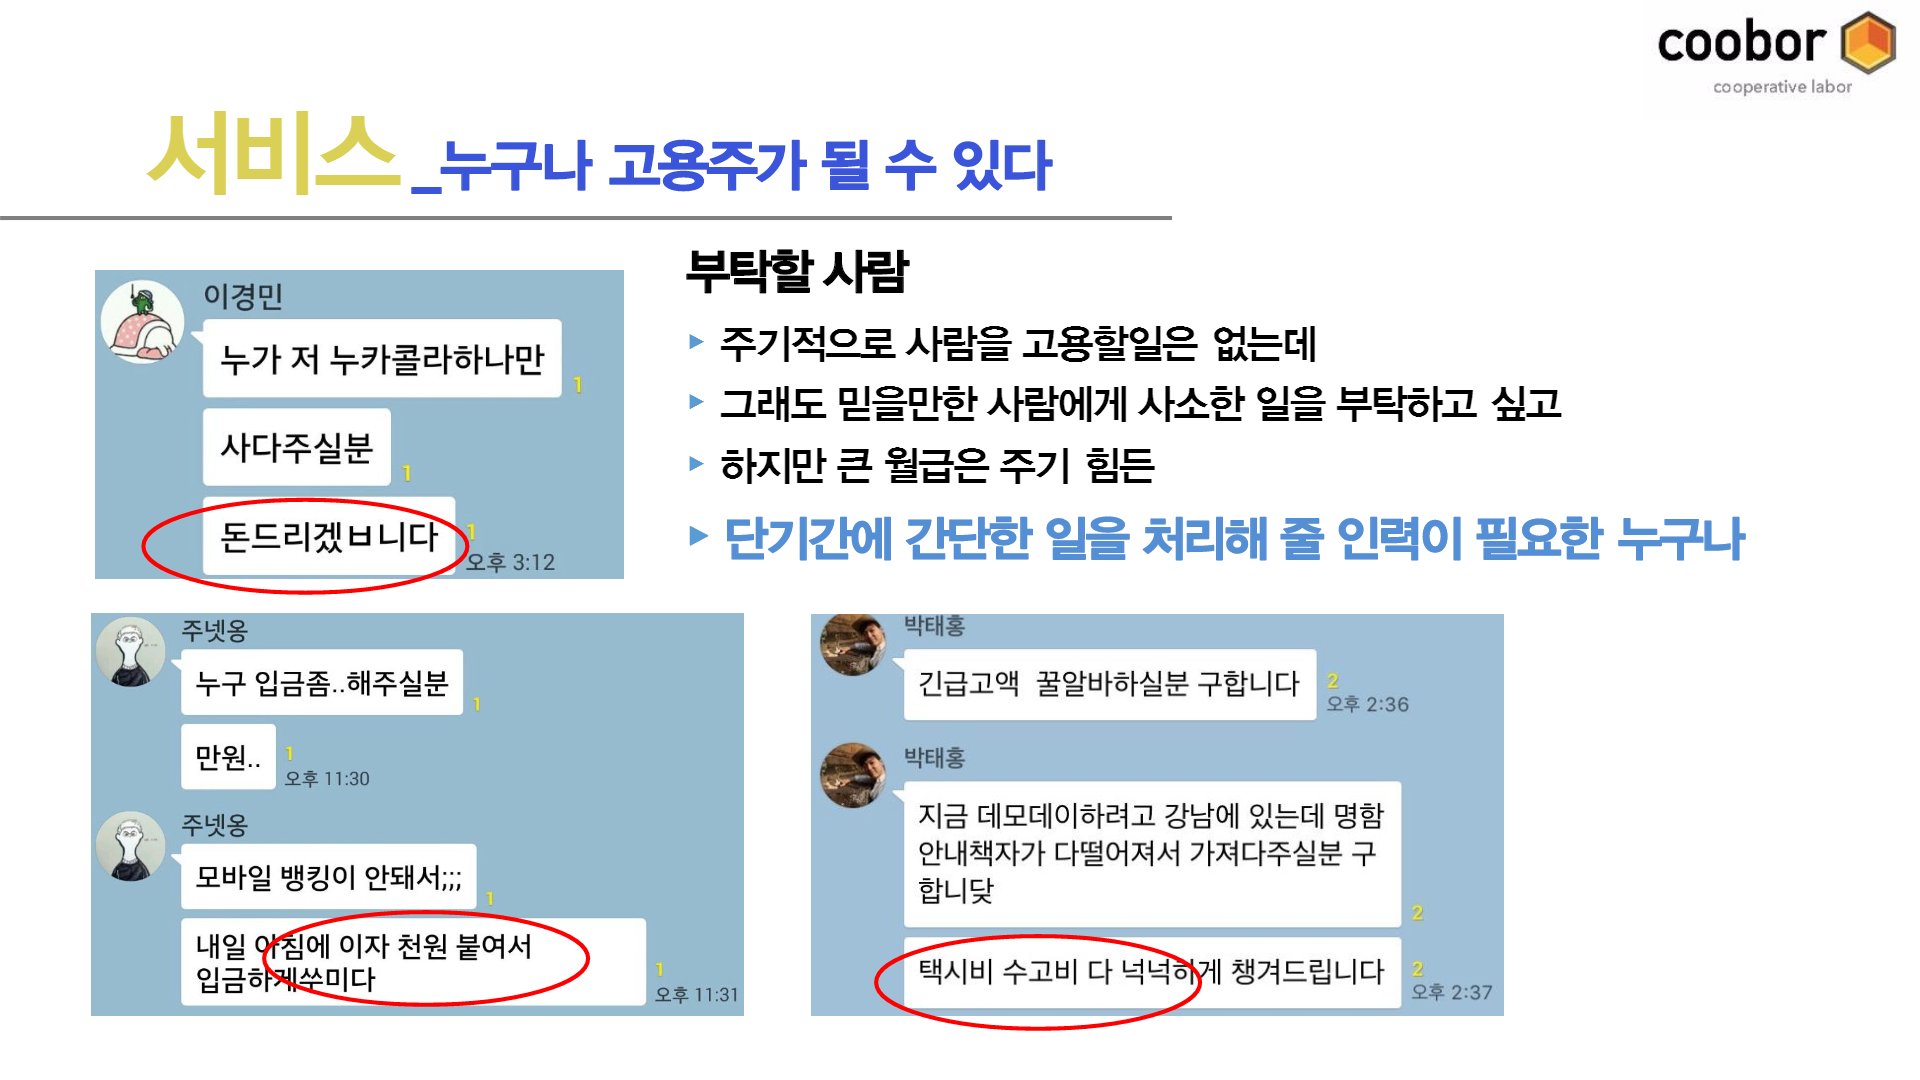 coobor
cooperative labor
서비스_누구나 고용주가 될 수 있다
부탁할 사람
▸ 주기적으로 사람을 고용할일은 없는데
▸ 그래도 믿을만한 사람에게 사소한 일을 부탁하고 싶고
▸ 하지만 큰 월급은 주기 힘든
▸ 단기간에 간단한 일을 처리해 줄 인력이 필요한 누구나
이경민
누가 저 누카콜라하나만
1
사다주실분
1
돈드리겠ㅂ니다
1
오후 3:12
주넷옹
누구 입금좀..해주실분
1
만원..
1
오후 11:30
주넷옹
모바일 뱅킹이 안돼서;;;
1
내일 아침에 이자 천원 붙여서
입금하게쑤미다
1
오후 11:31
박태홍
긴급고액  꿀알바하실분 구합니다
2
오후 2:36
박태홍
지금 데모데이하려고 강남에 있는데 명함
안내책자가 다떨어져서 가져다주실분 구
합니닺
2
택시비 수고비 다 넉넉하게 챙겨드립니다
2
오후 2:37